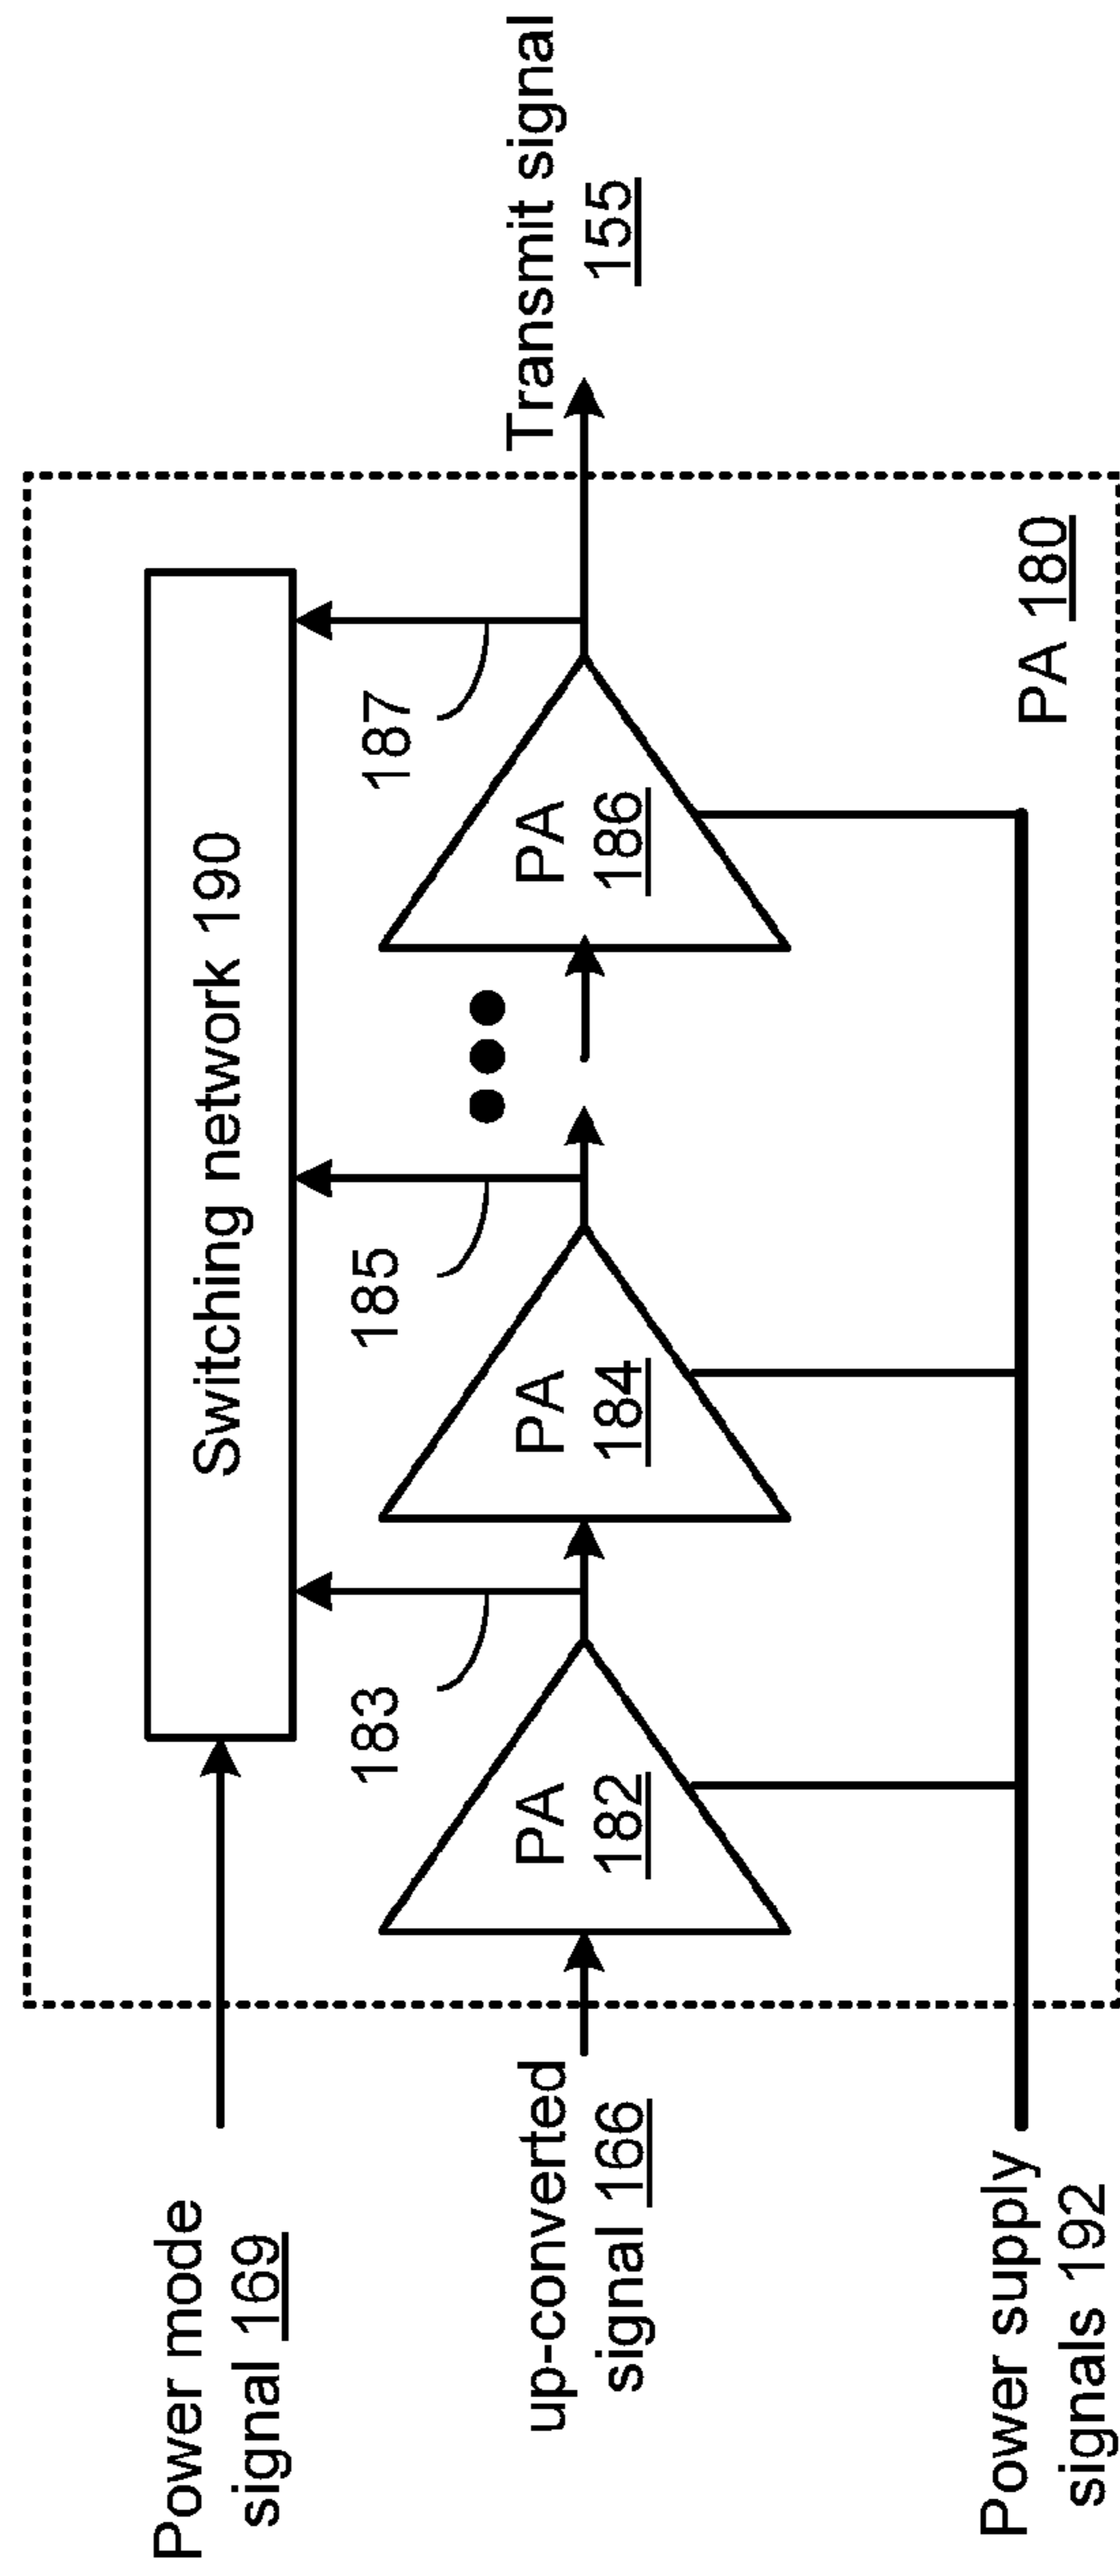 Power mode
signal 169
Switching network 190
up-converted
signal 166
183
185
187
PA
182
PA
184
PA
186
Transmit signal
155
Power supply
signals 192
PA 180